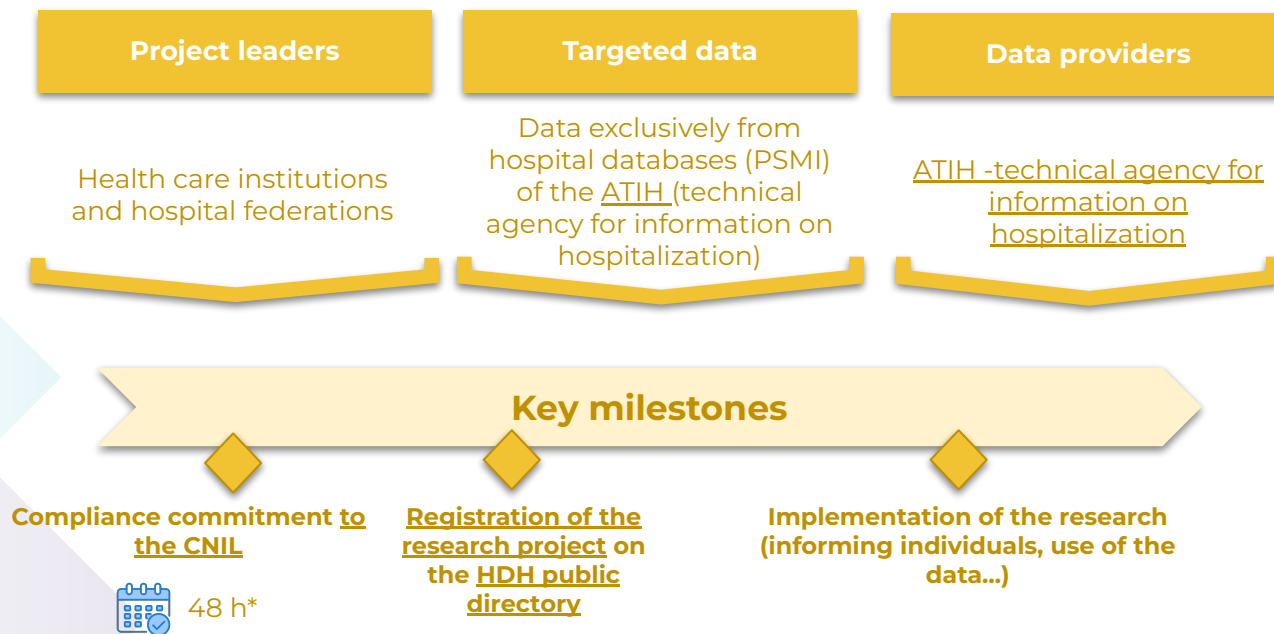 Project leaders
Targeted data
Data providers
Health care institutions
and hospital federations
Data exclusively from
hospital databases (PSMI)
of the ATIH (technical
agency for information on
hospitalization)
ATIH -technical agency for
information on
hospitalization
Key milestones
Compliance commitment to
the CNIL
48 h*
Registration of the
research project on
the HDH public
directory
Implementation of the research
(informing individuals, use of the
data...)